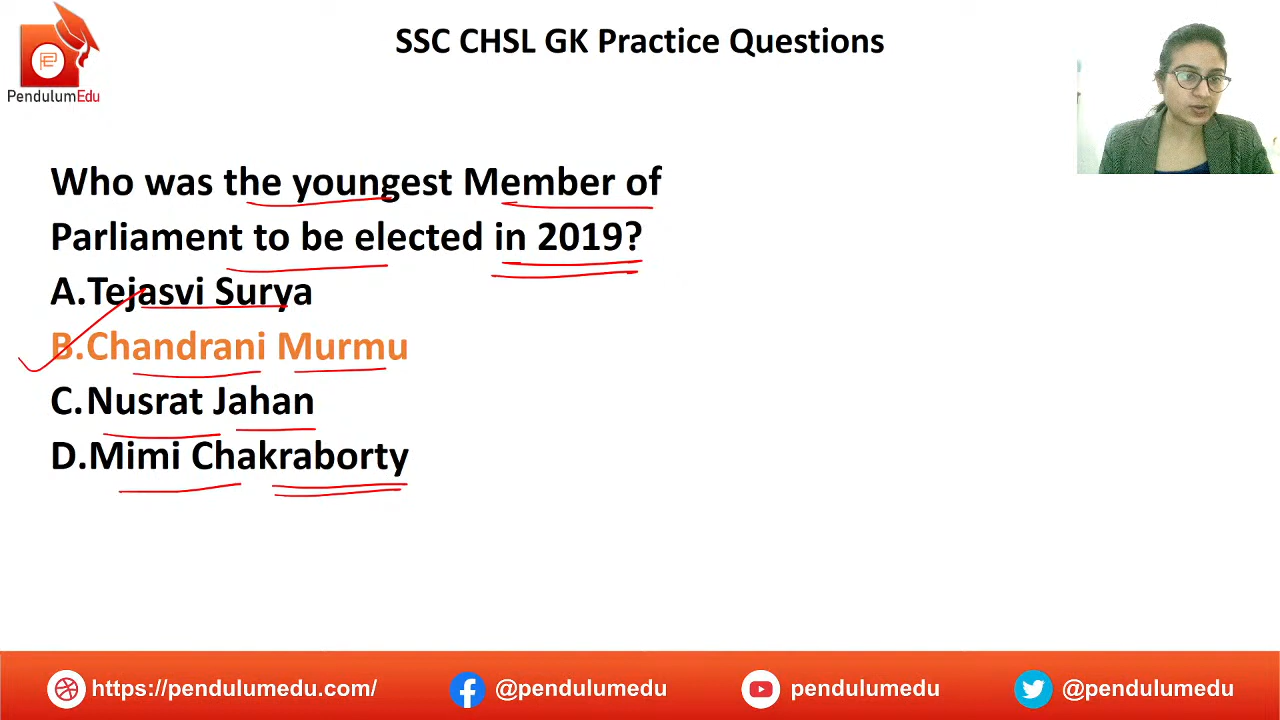 SSC CHSL GK Practice Questions
PendulumEdu
Who was the youngest Member of
Parliament to be elected in 2019?
A.Tejasvi Surya
B.Chandrani Murmu
C.Nusrat Jahan
D.Mimi Chakraborty
https://pendulumedu.com/
@pendulumedu
pendulumedu
@pendulumedu